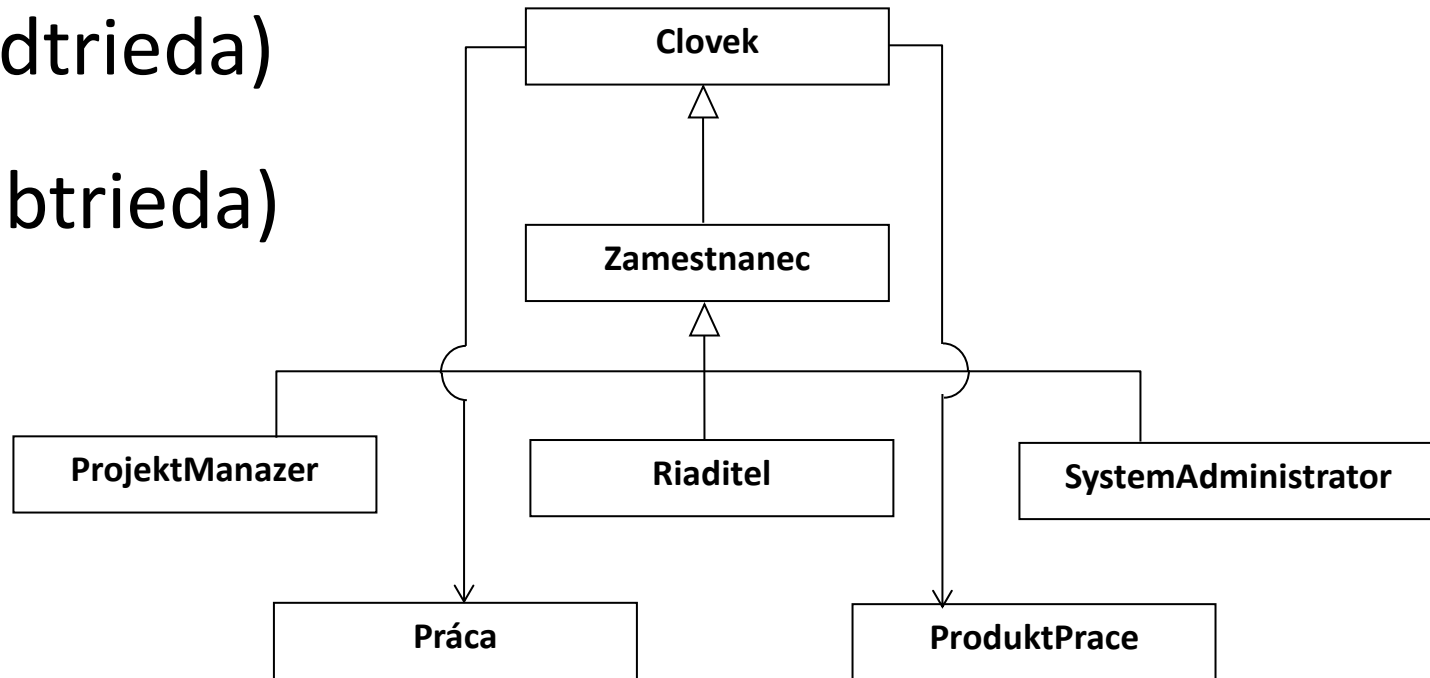 dtrieda)
btrieda)
Clovek
Zamestnanec
ProjektManazer
Riaditel
SystemAdministrator
Práca
ProduktPrace